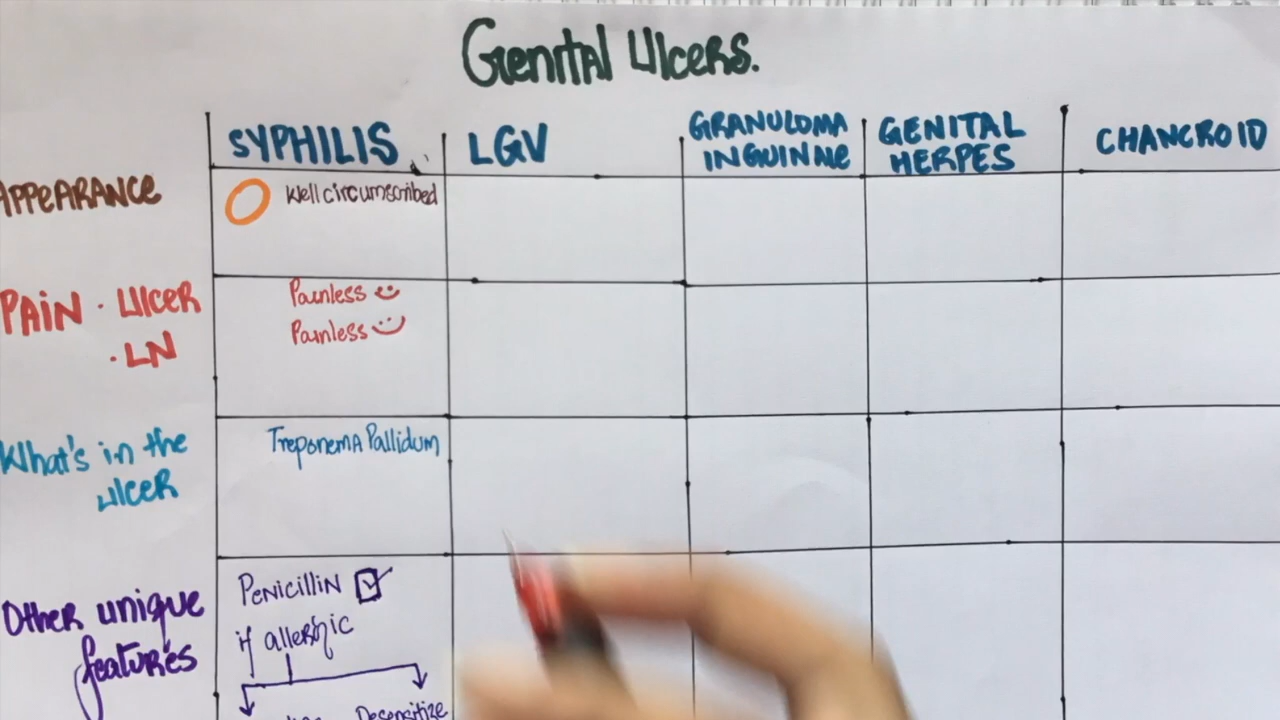 Genital Ulcers.
SYPHILIS
LGV
GRANULOMA
INGUINAE
GENITAL
HERPES
CHANCROID
APPEARANCE
Well circumscribed
PAIN · Ulcer
· LN
Painless
Painless
What's in the
ulcer
Treponema Pallidum
Other unique
features
Penicillin
if allergic
Desensitize